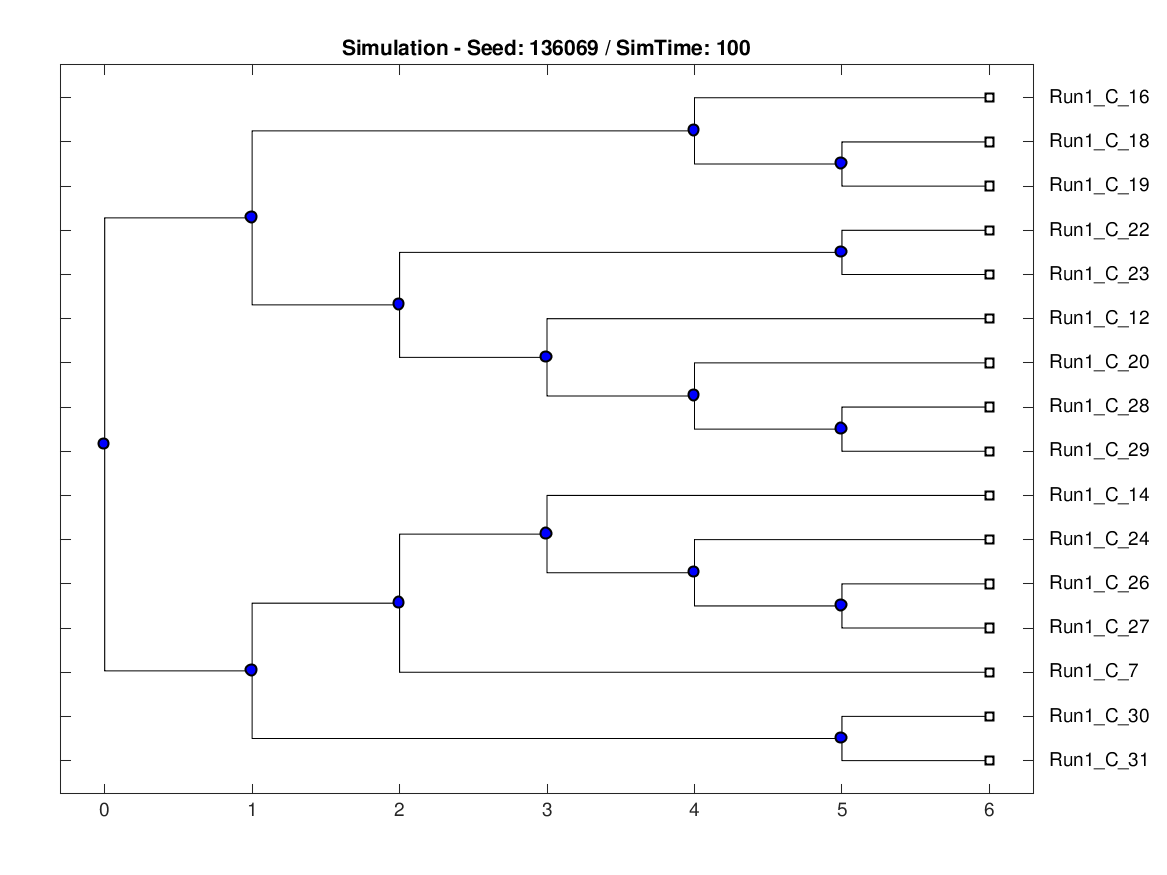 Simulation - Seed: 136069 / SimTime: 100
Run1_C_16
Run1_C_18
Run1_C_19
Run1_C_22
Run1_C_23
Run1_C_12
Run1_C_20
Run1_C_28
Run1_C_29
Run1_C_14
Run1_C_24
Run1_C_26
Run1_C_27
Run1_C_7
Run1_C_30
Run1_C_31
0 1 2 3 4 5 6